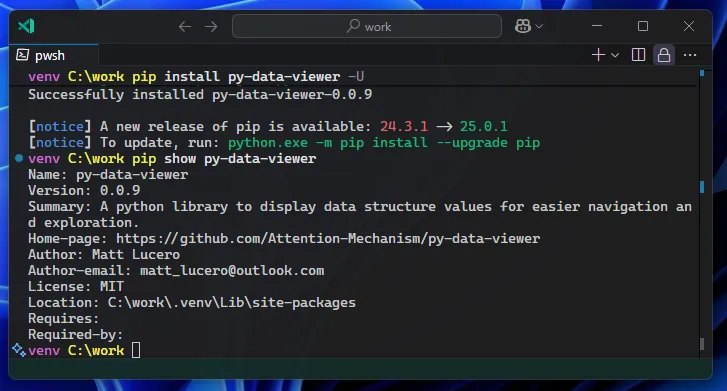 work
pwsh
venv C:\work pip install py-data-viewer -U
Successfully installed py-data-viewer-0.0.9
[notice] A new release of pip is available: 24.3.1 -> 25.0.1
[notice] To update, run: python.exe -m pip install --upgrade pip
venv C:\work pip show py-data-viewer
Name: py-data-viewer
Version: 0.0.9
Summary: A python library to display data structure values for easier navigation an
d exploration.
Home-page: https://github.com/Attention-Mechanism/py-data-viewer
Author: Matt Lucero
Author-email: matt_lucero@outlook.com
License: MIT
Location: C:\work\.venv\Lib\site-packages
Requires:
Required-by:
venv C:\work